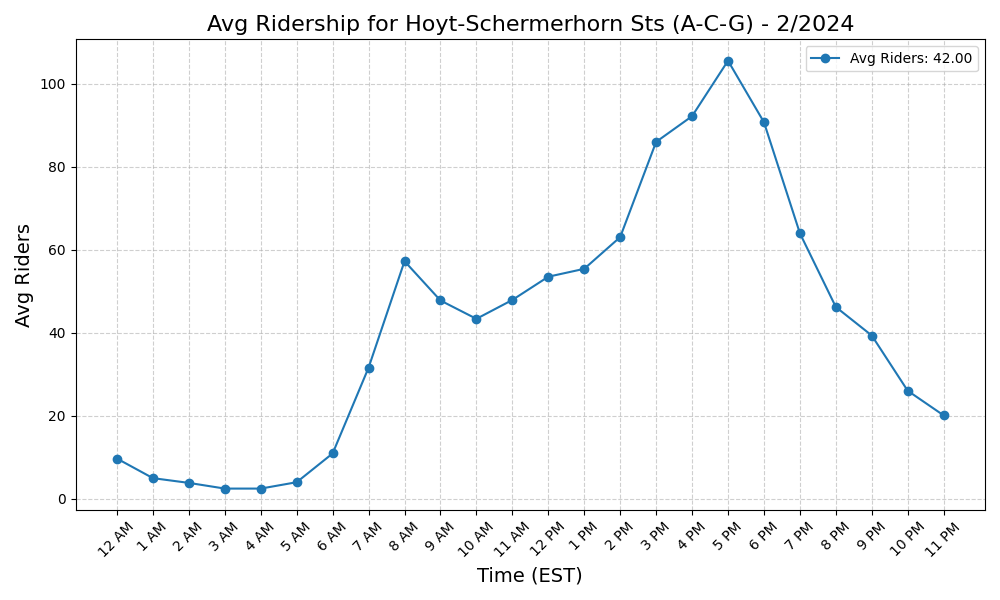 Avg Ridership for Hoyt-Schermerhorn Sts (A-C-G) - 2/2024
Avg Riders: 42.00
Avg Riders
100
80
60
40
20
0
12 AM
1 AM
2 AM
3 AM
4 AM
5 AM
6 AM
7 AM
8 AM
9 AM
10 AM
11 AM
12 PM
1 PM
2 PM
3 PM
4 PM
5 PM
6 PM
7 PM
8 PM
9 PM
10 PM
11 PM
Time (EST)